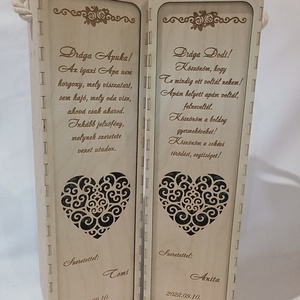 Drága Apuka!
Az igazi Apa nem
horgony, mely visszatart,
sem hajó, mely oda visz,
ahová csak akarod.
Inkább jelzőfény,
melynek szeretete
vezet utadon.
Szeretettel:
Tomi
Drága Dodi!
Köszönöm, hogy
Te mindig ott voltál nekem!
Apám helyett apám voltál,
felneveltél.
Köszönöm a boldog
gyermekéveket!
Köszönöm a sok
törődést, segítséget!
Szeretettel:
Anita
2022.09.10.